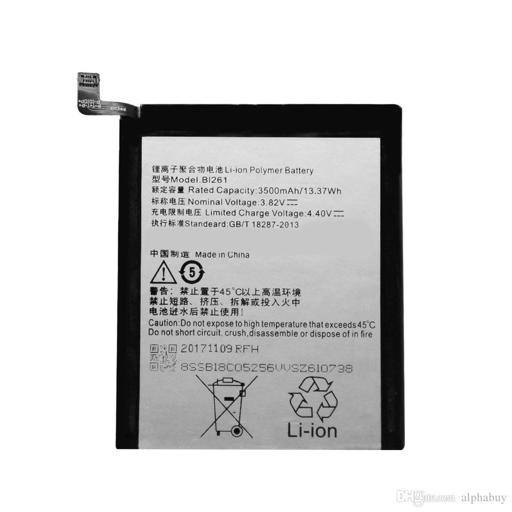 锂离子聚合物电池Li-ion Polymer Battery
型号Model.BI261
额定容量 Rated Capacity:3500mAh/13.37Wh
标称电压 Nominal Voltage:3.82V
充电限制电压 Limited Charge Voltage:4.40V
执行标准Standeard:GB/T 18287-2013
中国制造 Made in China
5
警告：禁止置于45℃以上高温环境
禁止短路、挤压、拆解或投入火中
电池进水后禁止使用。
Caution:Do not expose to high temperature that exceeds 45℃
Do not short circuit. crush, disassemble or dispose of in fire
20171109 RFH
8SSB18C05256VVSZ610738
Li-ion
DHgate.com alphabuy